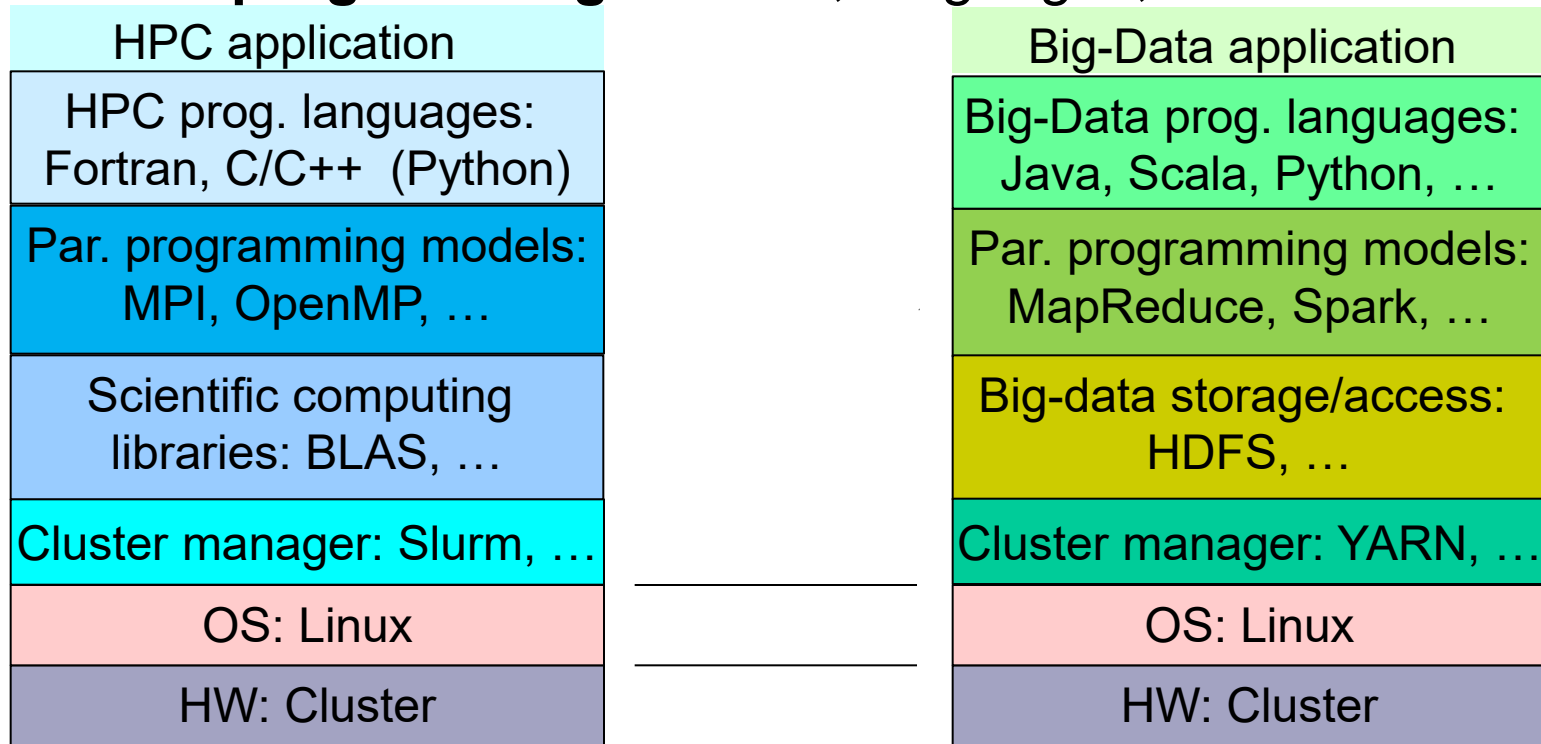 HPC application
HPC prog. languages:
Fortran, C/C++ (Python)
Par. programming models:
MPI, OpenMP, …
Scientific computing
libraries: BLAS, …
Cluster manager: Slurm, …
OS: Linux
HW: Cluster
Big-Data application
Big-Data prog. languages:
Java, Scala, Python, …
Par. programming models:
MapReduce, Spark, …
Big-data storage/access:
HDFS, …
Cluster manager: YARN, …
OS: Linux
HW: Cluster